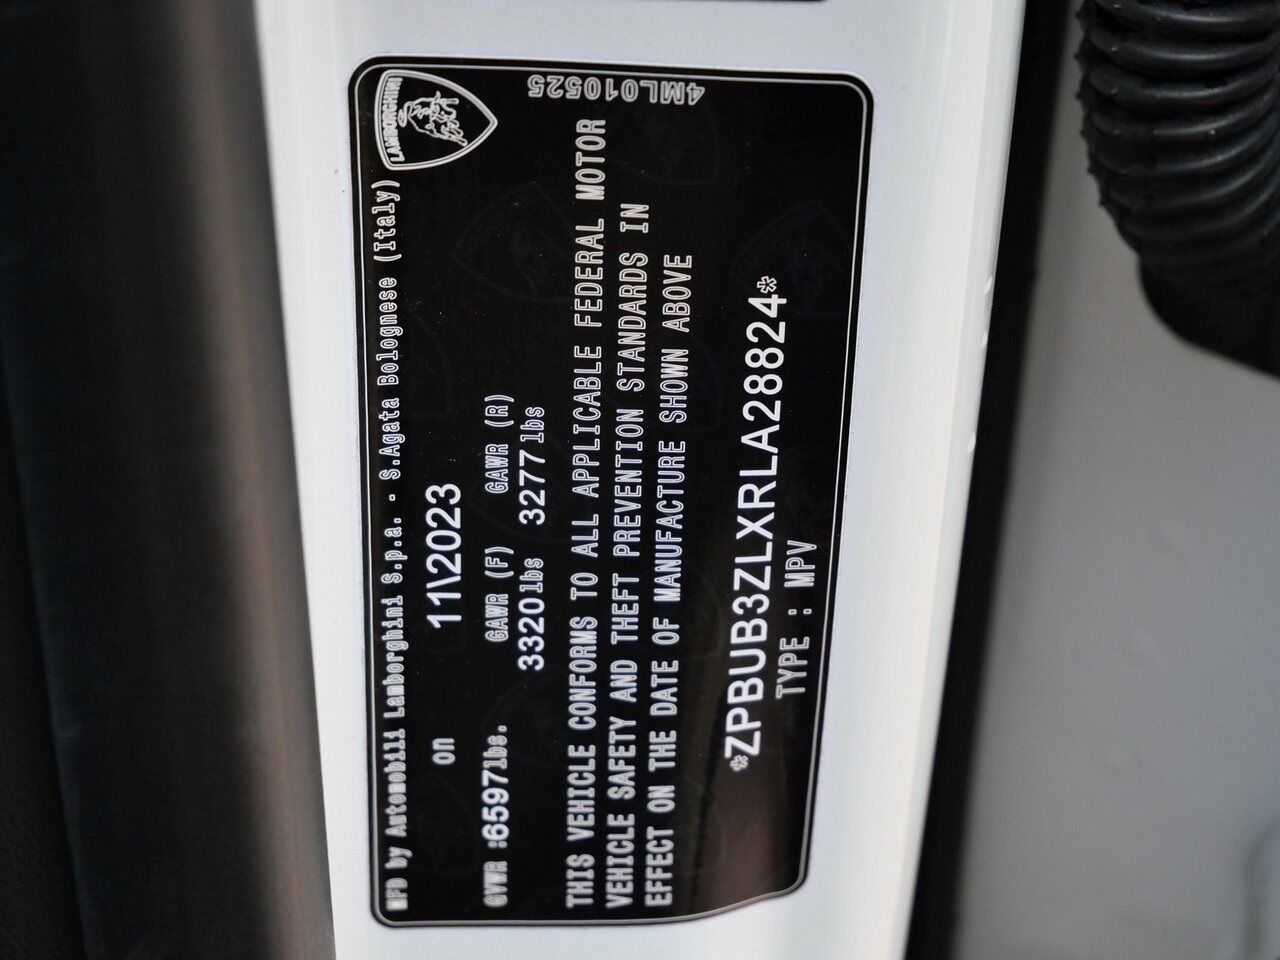 LAMBORGHINI
4ML010525
MFD by Automobili Lamborghini S.p.a. - S.Agata Bolognese (Italy)
on 11\2023
GVWR :6597lbs. GAWR (F) GAWR (R)
3320lbs 3277lbs
THIS VEHICLE CONFORMS TO ALL APPLICABLE FEDERAL MOTOR
VEHICLE SAFETY AND THEFT PREVENTION STANDARDS IN
EFFECT ON THE DATE OF MANUFACTURE SHOWN ABOVE
*ZPBUB3ZLXRLA28824*
TYPE : MPV